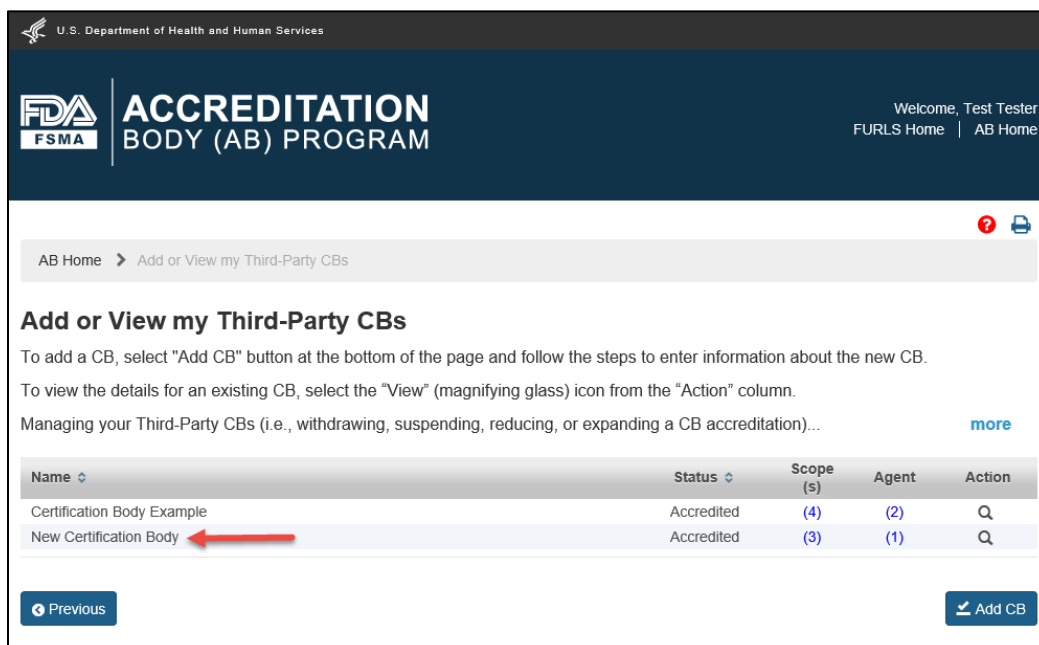 U.S. Department of Health and Human Services
FDA
FSMA
ACCREDITATION
BODY (AB) PROGRAM
Welcome, Test Tester
FURLS Home | AB Home
?
AB Home > Add or View my Third-Party CBs
Add or View my Third-Party CBs
To add a CB, select "Add CB" button at the bottom of the page and follow the steps to enter information about the new CB.
To view the details for an existing CB, select the “View” (magnifying glass) icon from the “Action” column.
Managing your Third-Party CBs (i.e., withdrawing, suspending, reducing, or expanding a CB accreditation)... more
Name Status Scope (s) Agent Action
Certification Body Example Accredited (4) (2)
New Certification Body Accredited (3) (1)
Previous Add CB